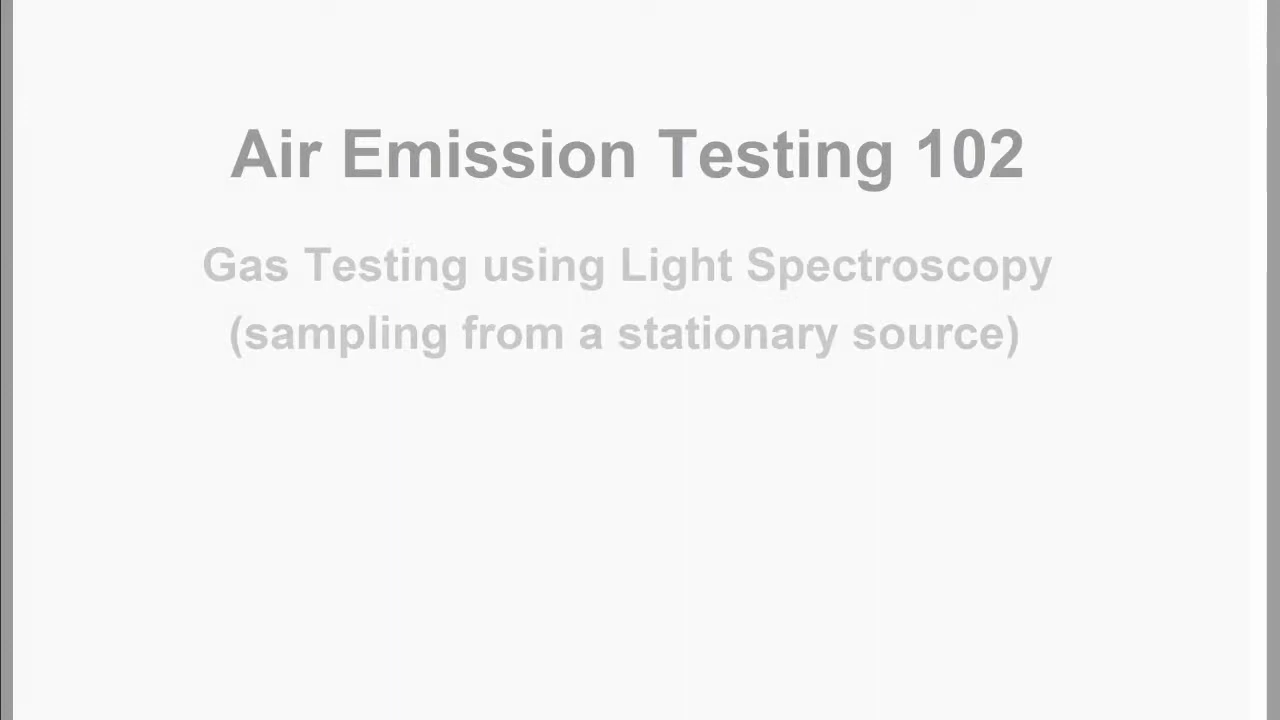 Air Emission Testing 102
Gas Testing using Light Spectroscopy
(sampling from a stationary source)